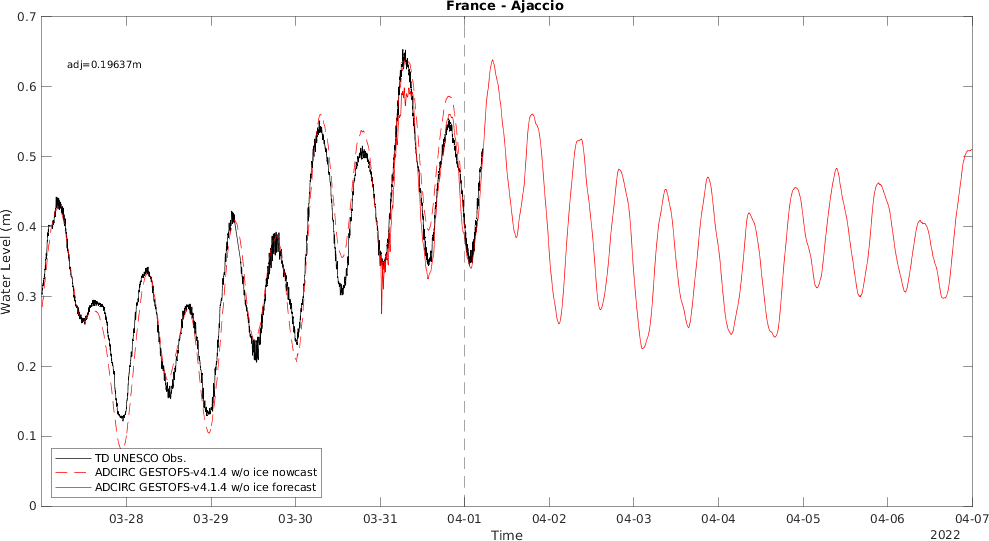 France - Ajaccio
adj=0.19637m
0.7
0.6
0.5
0.4
0.3
0.2
0.1
0
Water Level (m)
TD UNESCO Obs.
ADCIRC GESTOFS-v4.1.4 w/o ice nowcast
ADCIRC GESTOFS-v4.1.4 w/o ice forecast
03-28 03-29 03-30 03-31 04-01 04-02 04-03 04-04 04-05 04-06 04-07
Time
2022